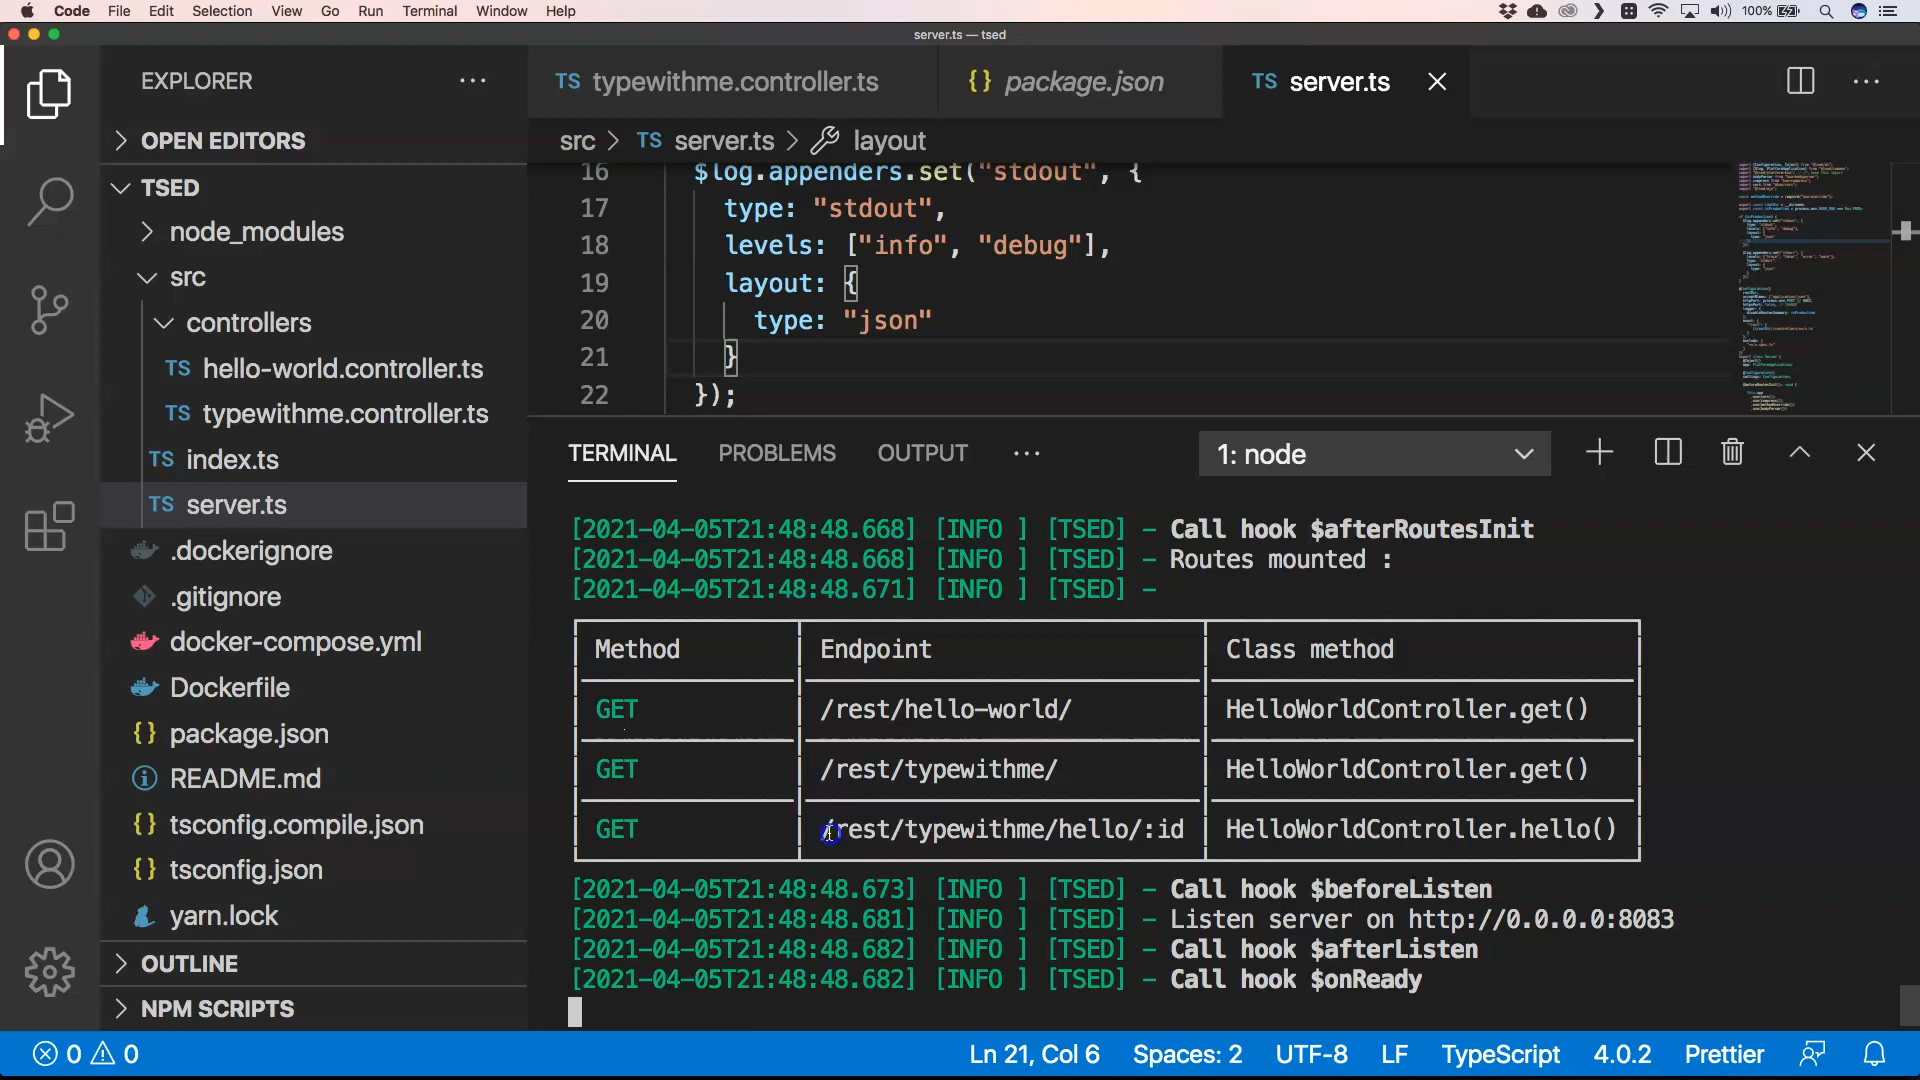 Code File Edit Selection View Go Run Terminal Window Help
100%
server.ts — tsed
EXPLORER
OPEN EDITORS
TSED
node_modules
src
controllers
TS hello-world.controller.ts
TS typewithme.controller.ts
TS index.ts
TS server.ts
.dockerignore
.gitignore
docker-compose.yml
Dockerfile
{} package.json
README.md
{} tsconfig.compile.json
{} tsconfig.json
yarn.lock
OUTLINE
NPM SCRIPTS
TS typewithme.controller.ts
{} package.json
TS server.ts
src > TS server.ts > layout
16 $log.appenders.set("stdout", {
17 type: "stdout",
18 levels: ["info", "debug"],
19 layout: {
20 type: "json"
21 }
22 });
TERMINAL PROBLEMS OUTPUT ···
1: node
[2021-04-05T21:48:48.668] [INFO ] [TSED] - Call hook $afterRoutesInit
[2021-04-05T21:48:48.668] [INFO ] [TSED] - Routes mounted :
[2021-04-05T21:48:48.671] [INFO ] [TSED] -
Method | Endpoint | Class method
GET | /rest/hello-world/ | HelloWorldController.get()
GET | /rest/typewithme/ | HelloWorldController.get()
GET | /rest/typewithme/hello/:id | HelloWorldController.hello()
[2021-04-05T21:48:48.673] [INFO ] [TSED] - Call hook $beforeListen
[2021-04-05T21:48:48.681] [INFO ] [TSED] - Listen server on http://0.0.0.0:8083
[2021-04-05T21:48:48.682] [INFO ] [TSED] - Call hook $afterListen
[2021-04-05T21:48:48.682] [INFO ] [TSED] - Call hook $onReady
0 0 Ln 21, Col 6 Spaces: 2 UTF-8 LF TypeScript 4.0.2 Prettier